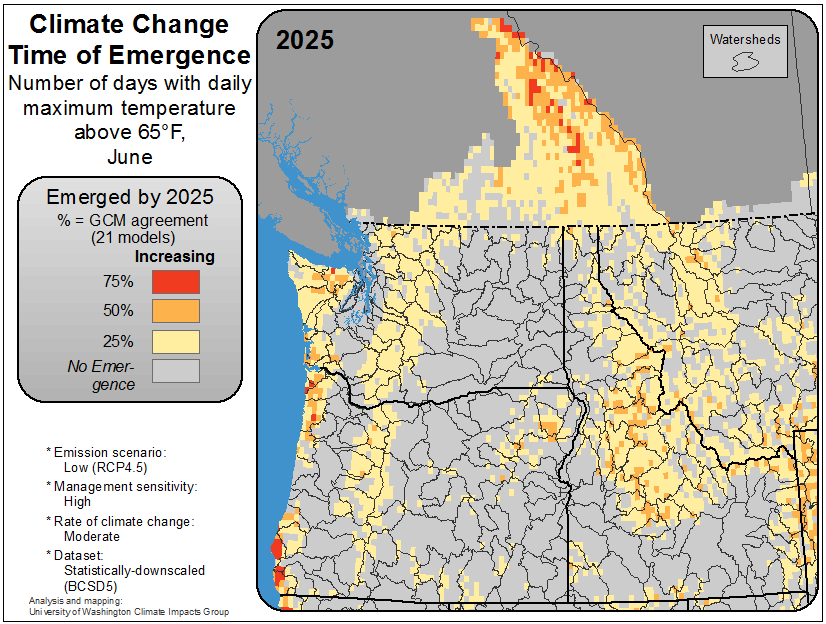 Climate Change
Time of Emergence
Number of days with daily
maximum temperature
above 65°F,
June
Emerged by 2025
% = GCM agreement
(21 models)
Increasing
75%
50%
25%
No Emer-
gence
* Emission scenario:
Low (RCP4.5)
* Management sensitivity:
High
* Rate of climate change:
Moderate
* Dataset:
Statistically-downscaled
(BCSD5)
Analysis and mapping:
University of Washington Climate Impacts Group
2025
Watersheds